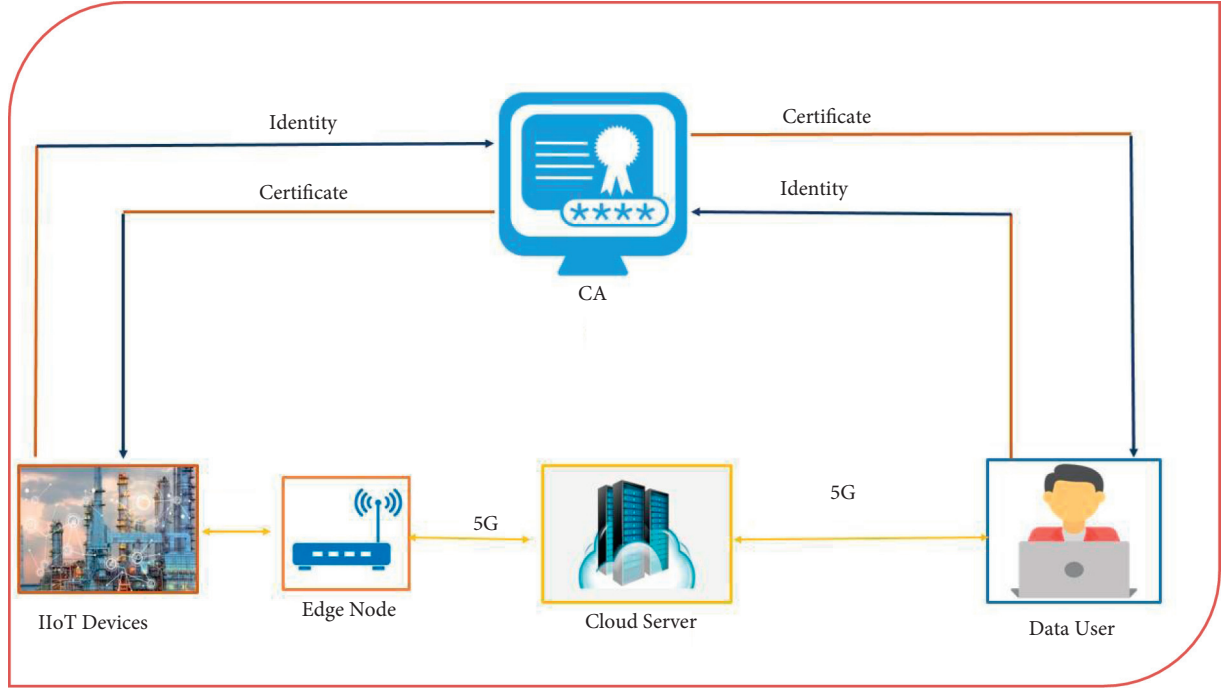 Identity
Certificate
Certificate
Identity
****
CA
5G
5G
IIoT Devices
Edge Node
Cloud Server
Data User